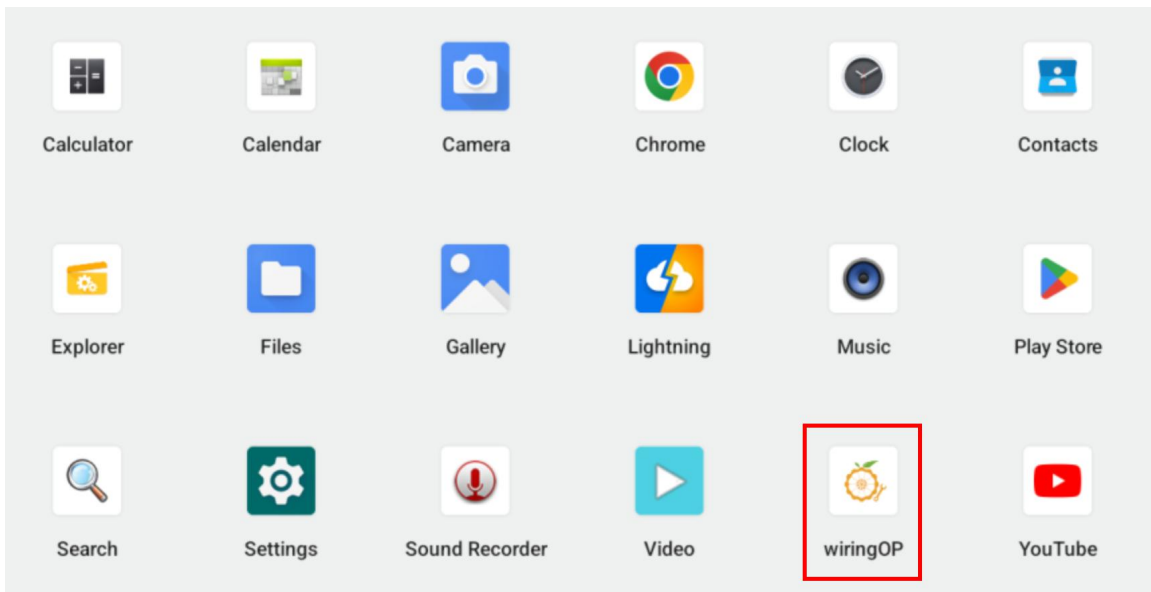 Calculator Calendar Camera Chrome Clock Contacts
Explorer Files Gallery Lightning Music Play Store
Search Settings Sound Recorder Video wiringOP YouTube